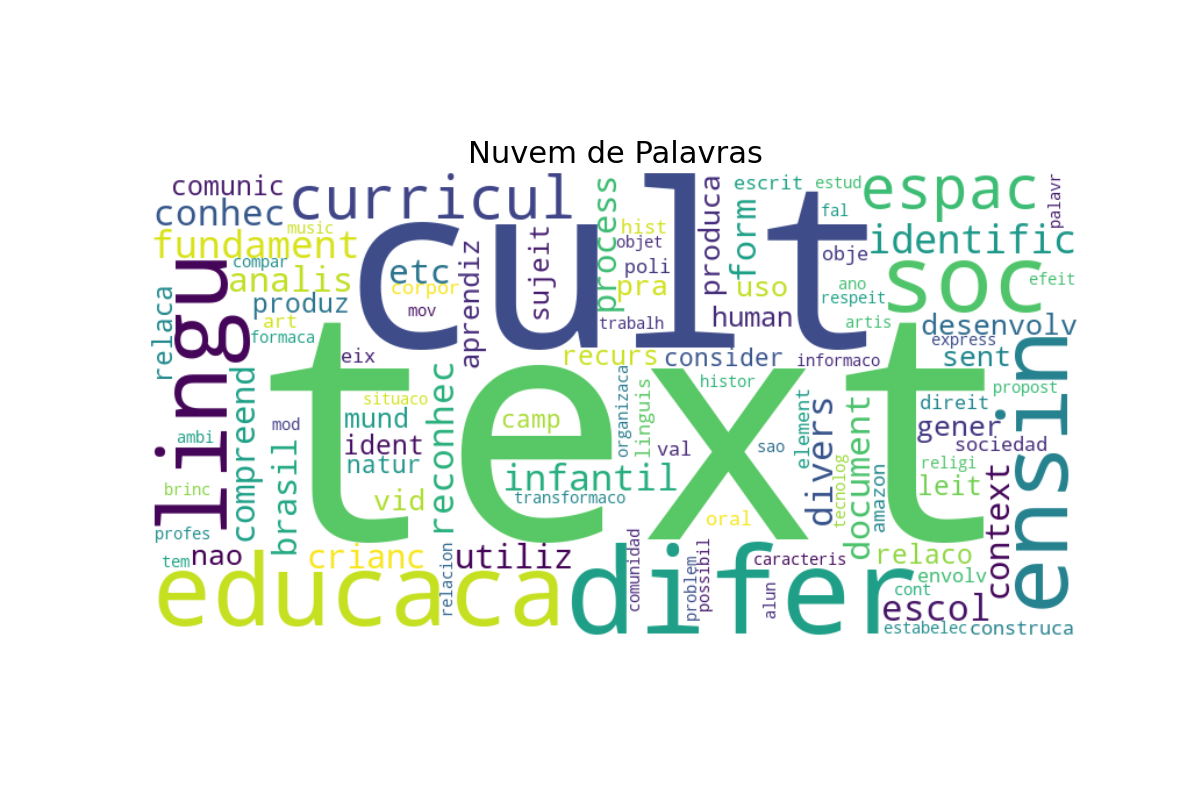 Nuvem de Palavras
comunic
curricul
process
cult
produca
escrit
estud
espac
palavr
conhec
music
hist
form
fal
fundament
objet
identific
compar
etc
aprendiz
sujeit
poli
obje
soc
analis
corpor
pra
uso
ano
efeit
lingu
relaca
produz
mov
respeit
art
trabalh
human
artis
desenvolv
formaca
express
eix
recurs
consider
informaco
sent
ensin
text
compreend
reconhec
organizaca
linguis
histor
propost
situaco
mund
camp
element
divers
document
direit
mod
gener
ambi
ident
val
sao
sociedad
brasil
natur
infantil
tecnolog
amazon
religi
context
brinc
vid
transformaco
leit
oral
profes
tem
nao
crianc
relacion
utiliz
comunidad
problem
possibil
caracteris
alun
relaco
envolv
educaca
difer
cont
escol
estabelec
construca